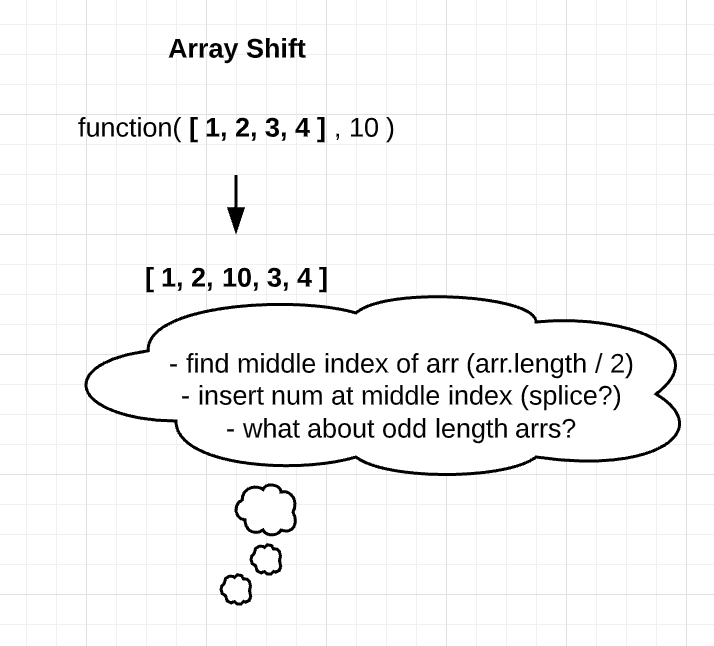 Array Shift
function( [ 1, 2, 3, 4 ] , 10 )
[ 1, 2, 10, 3, 4 ]
- find middle index of arr (arr.length / 2)
- insert num at middle index (splice?)
- what about odd length arrs?